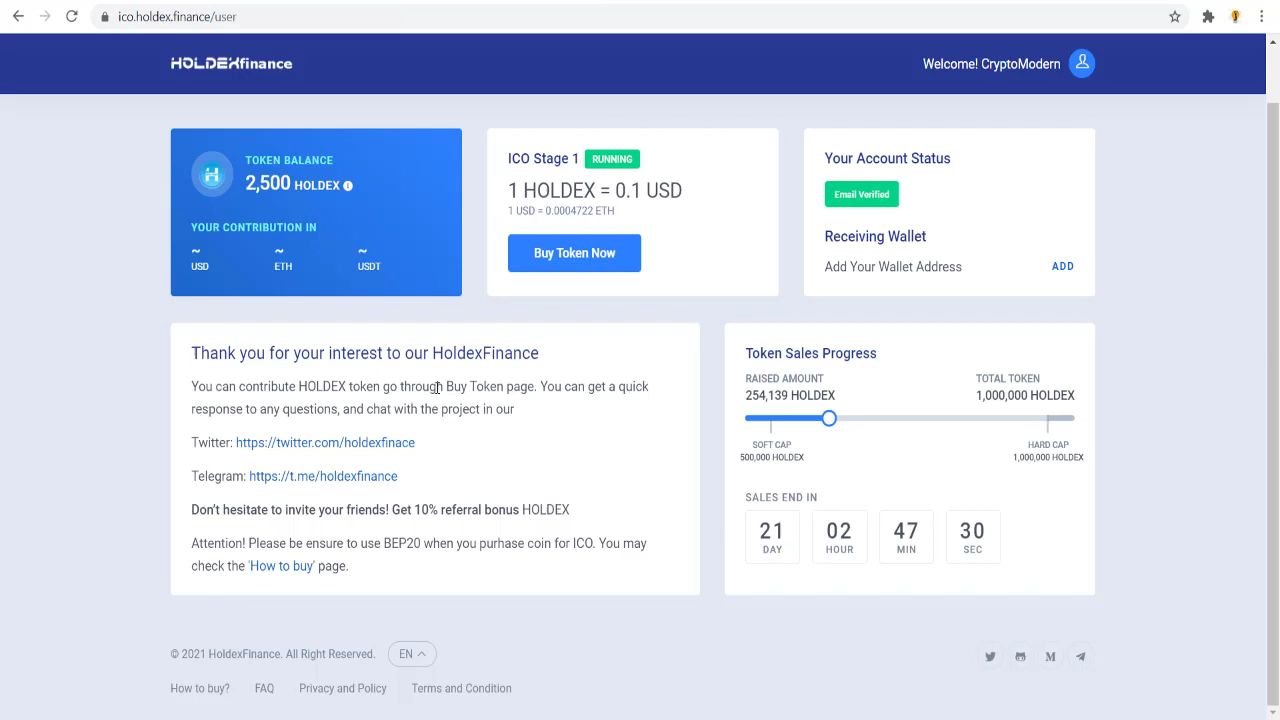 ico.holdex.finance/user
HOLDEXfinance
Welcome! CryptoModern
TOKEN BALANCE
2,500 HOLDEX
YOUR CONTRIBUTION IN
~ ~ ~
USD ETH USDT
ICO Stage 1 RUNNING
1 HOLDEX = 0.1 USD
1 USD = 0.0004722 ETH
Buy Token Now
Your Account Status
Email Verified
Receiving Wallet
Add Your Wallet Address ADD
Thank you for your interest to our HoldexFinance
You can contribute HOLDEX token go through Buy Token page. You can get a quick
response to any questions, and chat with the project in our
Twitter: https://twitter.com/holdexfinace
Telegram: https://t.me/holdexfinance
Don't hesitate to invite your friends! Get 10% referral bonus HOLDEX
Attention! Please be ensure to use BEP20 when you purhase coin for ICO. You may
check the 'How to buy' page.
Token Sales Progress
RAISED AMOUNT TOTAL TOKEN
254,139 HOLDEX 1,000,000 HOLDEX
SOFT CAP HARD CAP
500,000 HOLDEX 1,000,000 HOLDEX
SALES END IN
21 02 47 30
DAY HOUR MIN SEC
© 2021 HoldexFinance. All Right Reserved. EN
How to buy? FAQ Privacy and Policy Terms and Condition